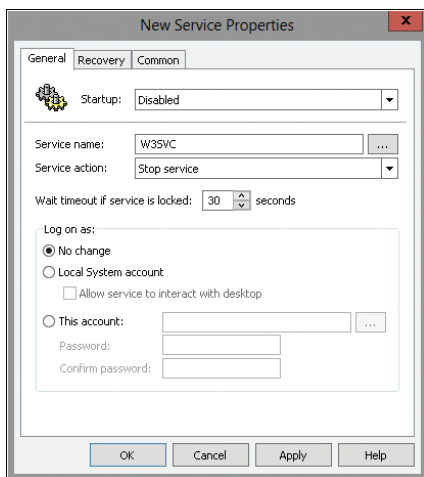 New Service Properties
x
General Recovery Common
Startup: Disabled
Service name: W3SVC ...
Service action: Stop service
Wait timeout if service is locked: 30 seconds
Log on as:
No change
Local System account
Allow service to interact with desktop
This account: ...
Password:
Confirm password:
OK Cancel Apply Help